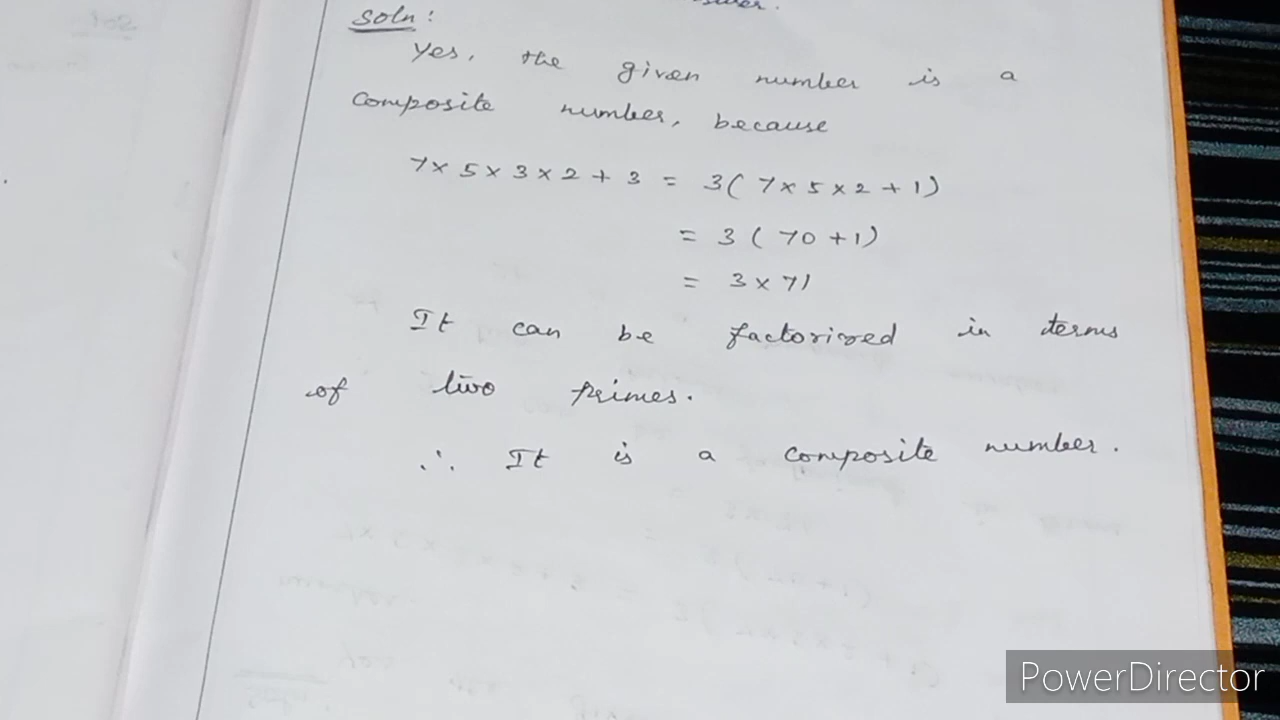 Soln:
Yes, the given number is a
composite number, because
7 × 5 × 3 × 2 + 3 = 3( 7 × 5 × 2 + 1)
= 3 ( 70 + 1)
= 3 × 71
It can be factorized in terms
of two primes.
∴ It is a composite number.
PowerDirector